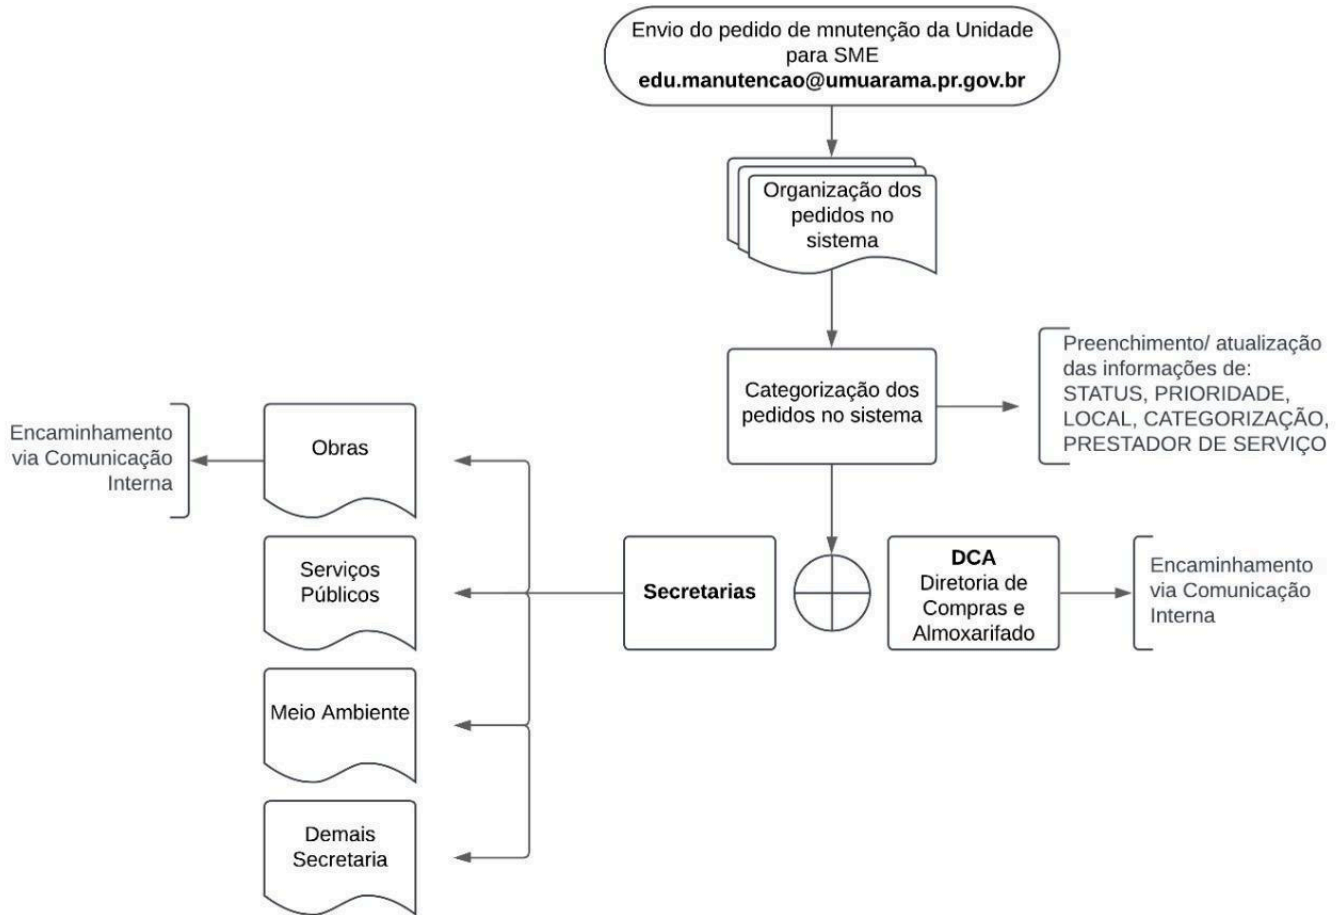 Envio do pedido de mnutenção da Unidade
para SME
edu.manutencao@umuarama.pr.gov.br
Organização dos
pedidos no
sistema
Categorização dos
pedidos no sistema
Preenchimento/ atualização
das informações de:
STATUS, PRIORIDADE,
LOCAL, CATEGORIZAÇÃO,
PRESTADOR DE SERVIÇO
Encaminhamento
via Comunicação
Interna
Obras
Serviços
Públicos
Meio Ambiente
Demais
Secretaria
Secretarias
DCA
Diretoria de
Compras e
Almoxarifado
Encaminhamento
via Comunicação
Interna